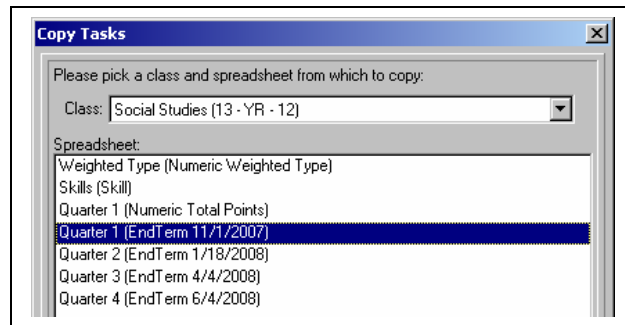 Copy Tasks
Please pick a class and spreadsheet from which to copy:
Class: Social Studies (13 - YR - 12)
Spreadsheet:
Weighted Type (Numeric Weighted Type)
Skills (Skill)
Quarter 1 (Numeric Total Points)
Quarter 1 (EndTerm 11/1/2007)
Quarter 2 (EndTerm 1/18/2008)
Quarter 3 (EndTerm 4/4/2008)
Quarter 4 (EndTerm 6/4/2008)